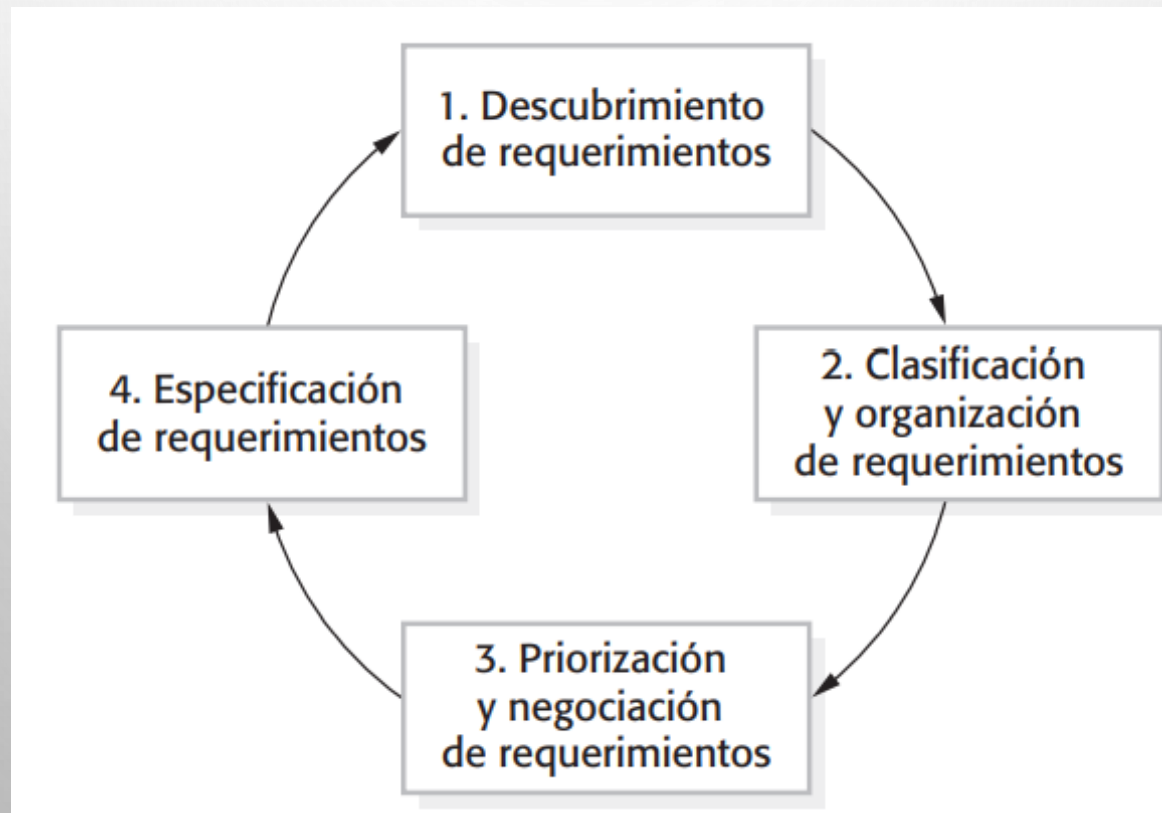 1. Descubrimiento
de requerimientos
2. Clasificación
y organización
de requerimientos
3. Priorización
y negociación
de requerimientos
4. Especificación
de requerimientos